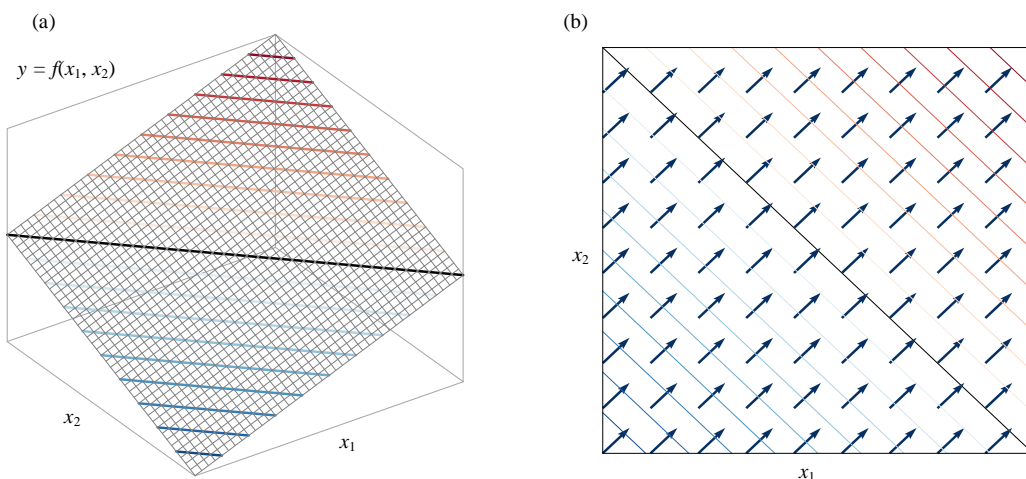 (a)
y = f(x₁, x₂)
x₂
x₁
(b)
x₂
x₁